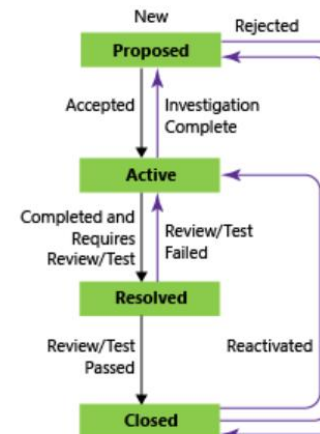 New
Rejected
Proposed
Accepted
Investigation
Complete
Active
Completed and
Requires
Review/Test
Review/Test
Failed
Resolved
Review/Test
Passed
Reactivated
Closed